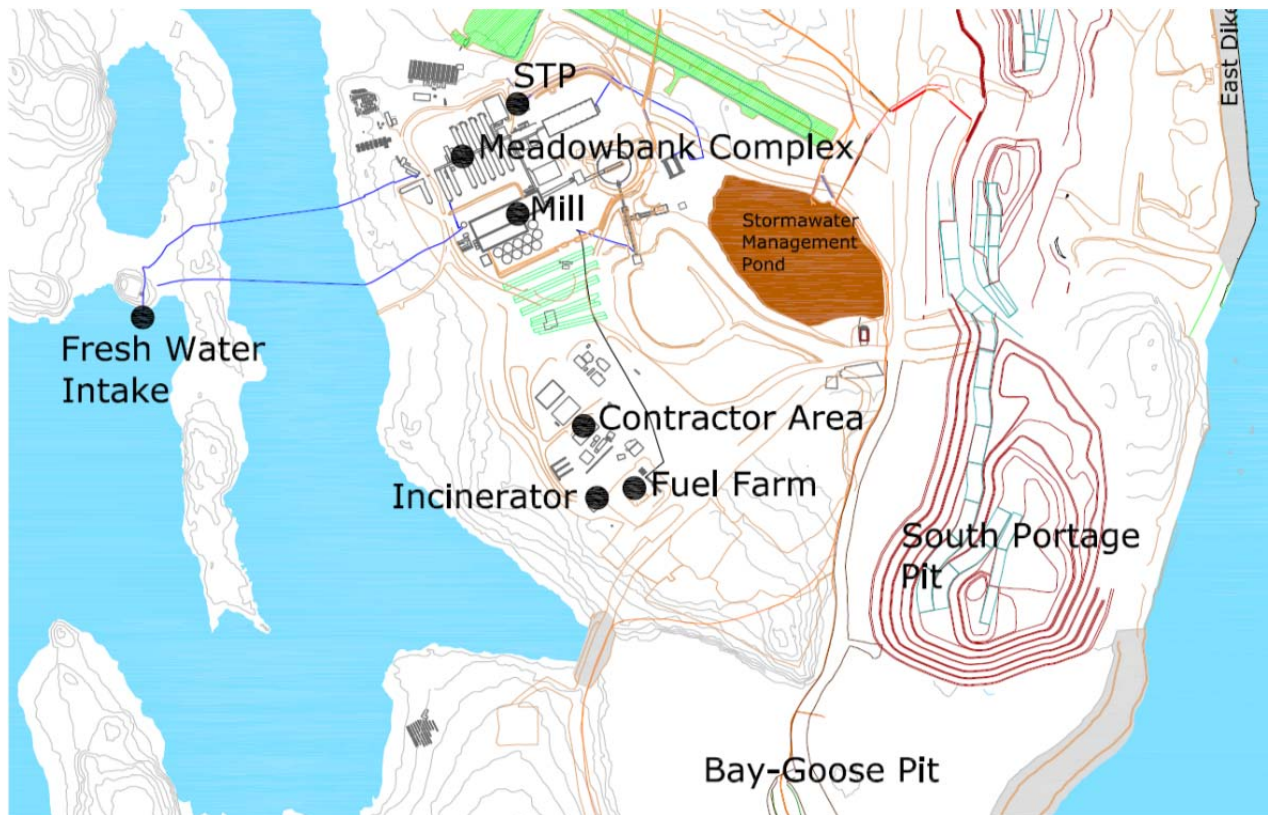 East Dike
STP
Meadowbank Complex
Mill
Stormawater
Management
Pond
Fresh Water
Intake
Contractor Area
Incinerator
Fuel Farm
South Portage
Pit
Bay-Goose Pit